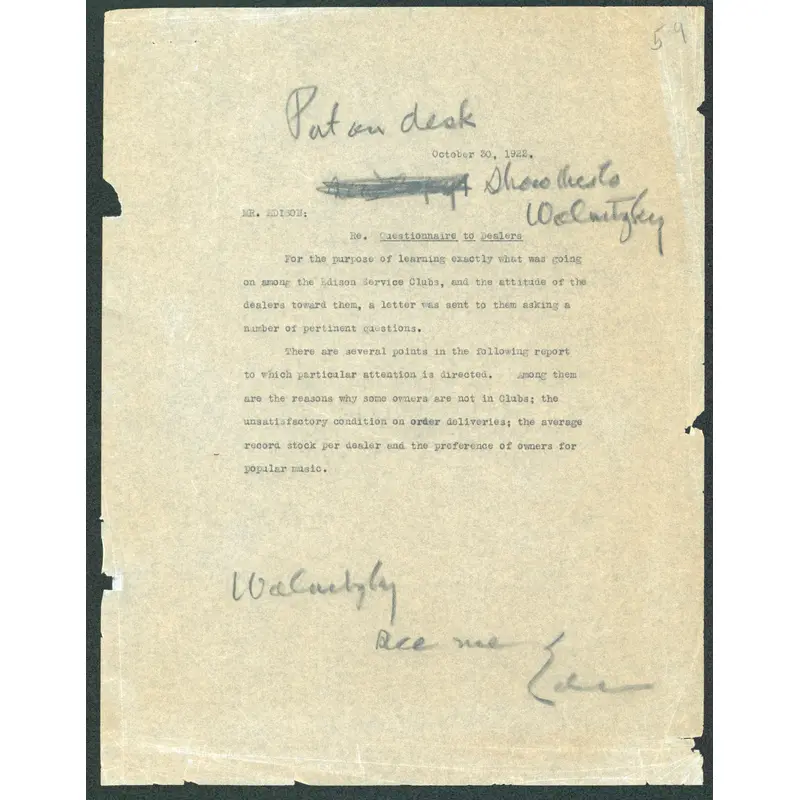 59
Put on desk
October 30, 1922.
Show this to
Walnitzky
MR. EDISON:
Re. Questionnaire to Dealers
For the purpose of learning exactly what was going
on among the Edison Service Clubs, and the attitude of the
dealers toward them, a letter was sent to them asking a
number of pertinent questions.
There are several points in the following report
to which particular attention is directed. Among them
are the reasons why some owners are not in Clubs; the
unsatisfactory condition on order deliveries; the average
record stock per dealer and the preference of owners for
popular music.
Walnitzky
See me